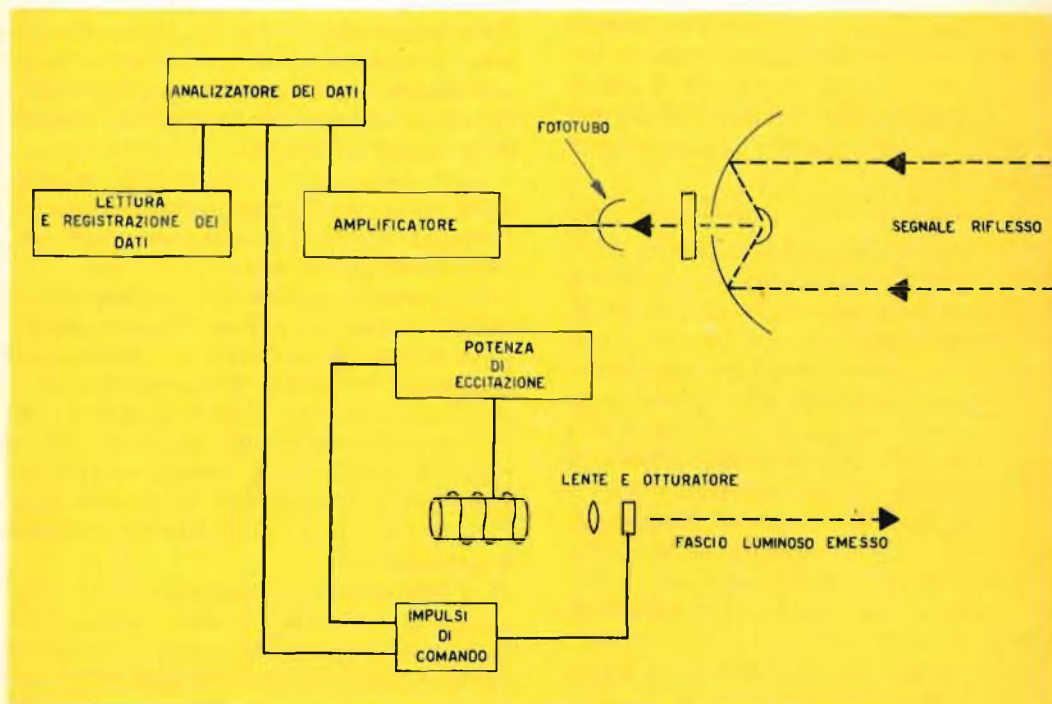 ANALIZZATORE DEI DATI
FOTOTUBO
LETTURA
E REGISTRAZIONE DEI
DATI
AMPLIFICATORE
SEGNALE RIFLESSO
POTENZA
DI
ECCITAZIONE
LENTE E OTTURATORE
FASCIO LUMINOSO EMESSO
IMPULSI
DI
COMANDO